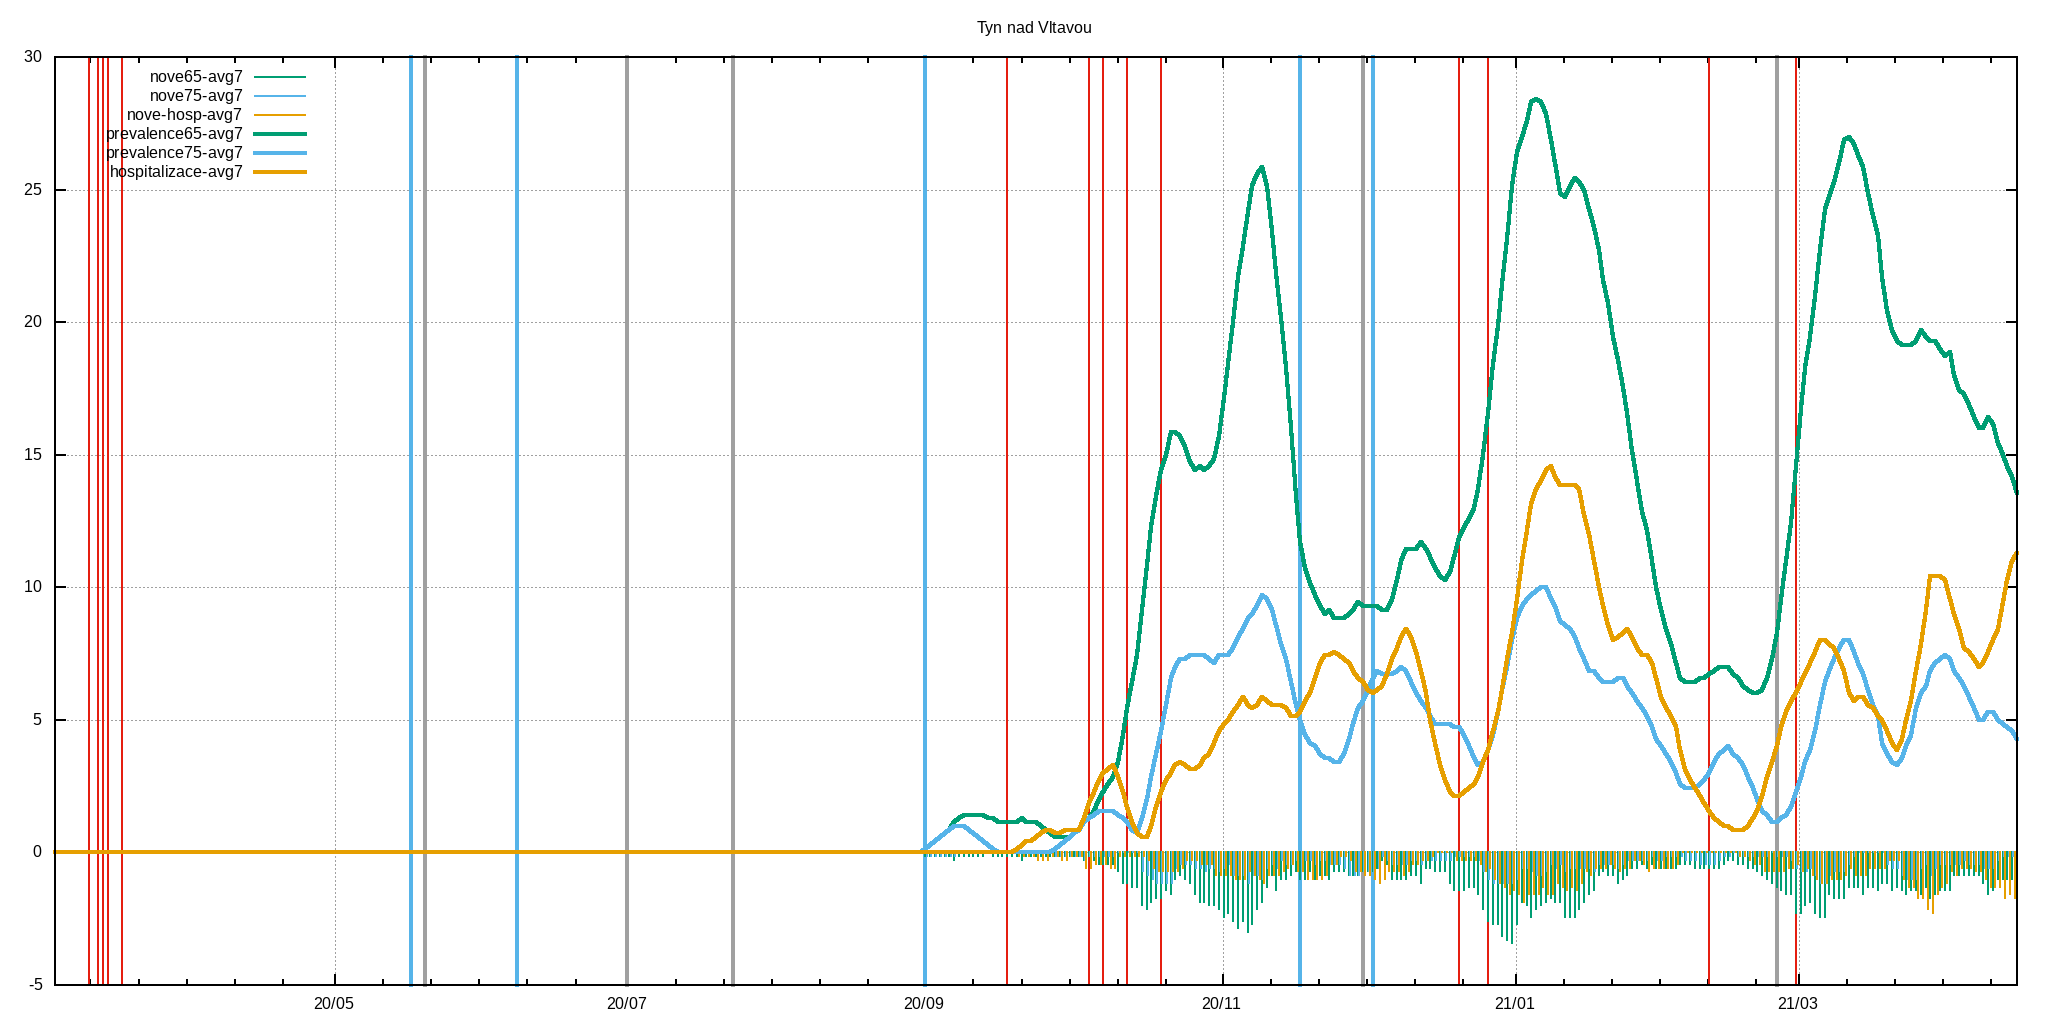 Tyn nad Vltavou
30
nove65-avg7
nove75-avg7
nove-hosp-avg7
prevalence65-avg7
prevalence75-avg7
hospitalizace-avg7
25
20
15
10
5
0
-5
20/05 20/07 20/09 20/11 21/01 21/03